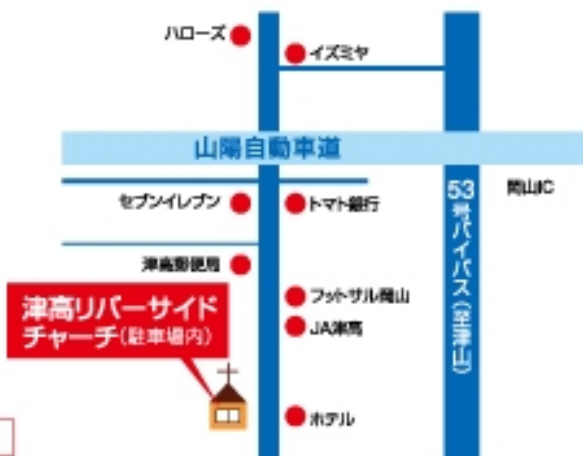 ハローズ
イズミヤ
山陽自動車道
セブンイレブン
トマト銀行
53号バイパス(至津山)
岡山IC
津高郵便局
津高リバーサイド
チャーチ(駐車場内)
フットサル岡山
JA津高
ホテル